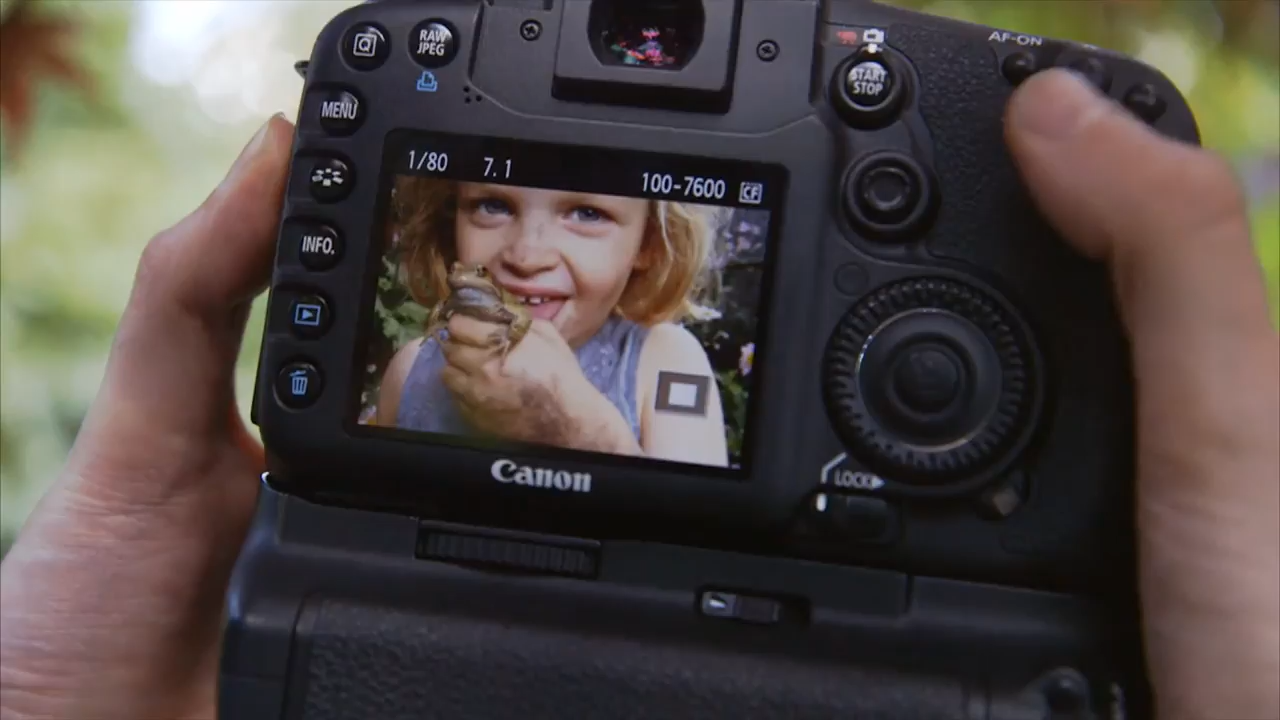 Q
RAW
JPEG
AF-ON
START
STOP
MENU
1/80 7.1 100-7600 CF
INFO.
Canon
LOCK